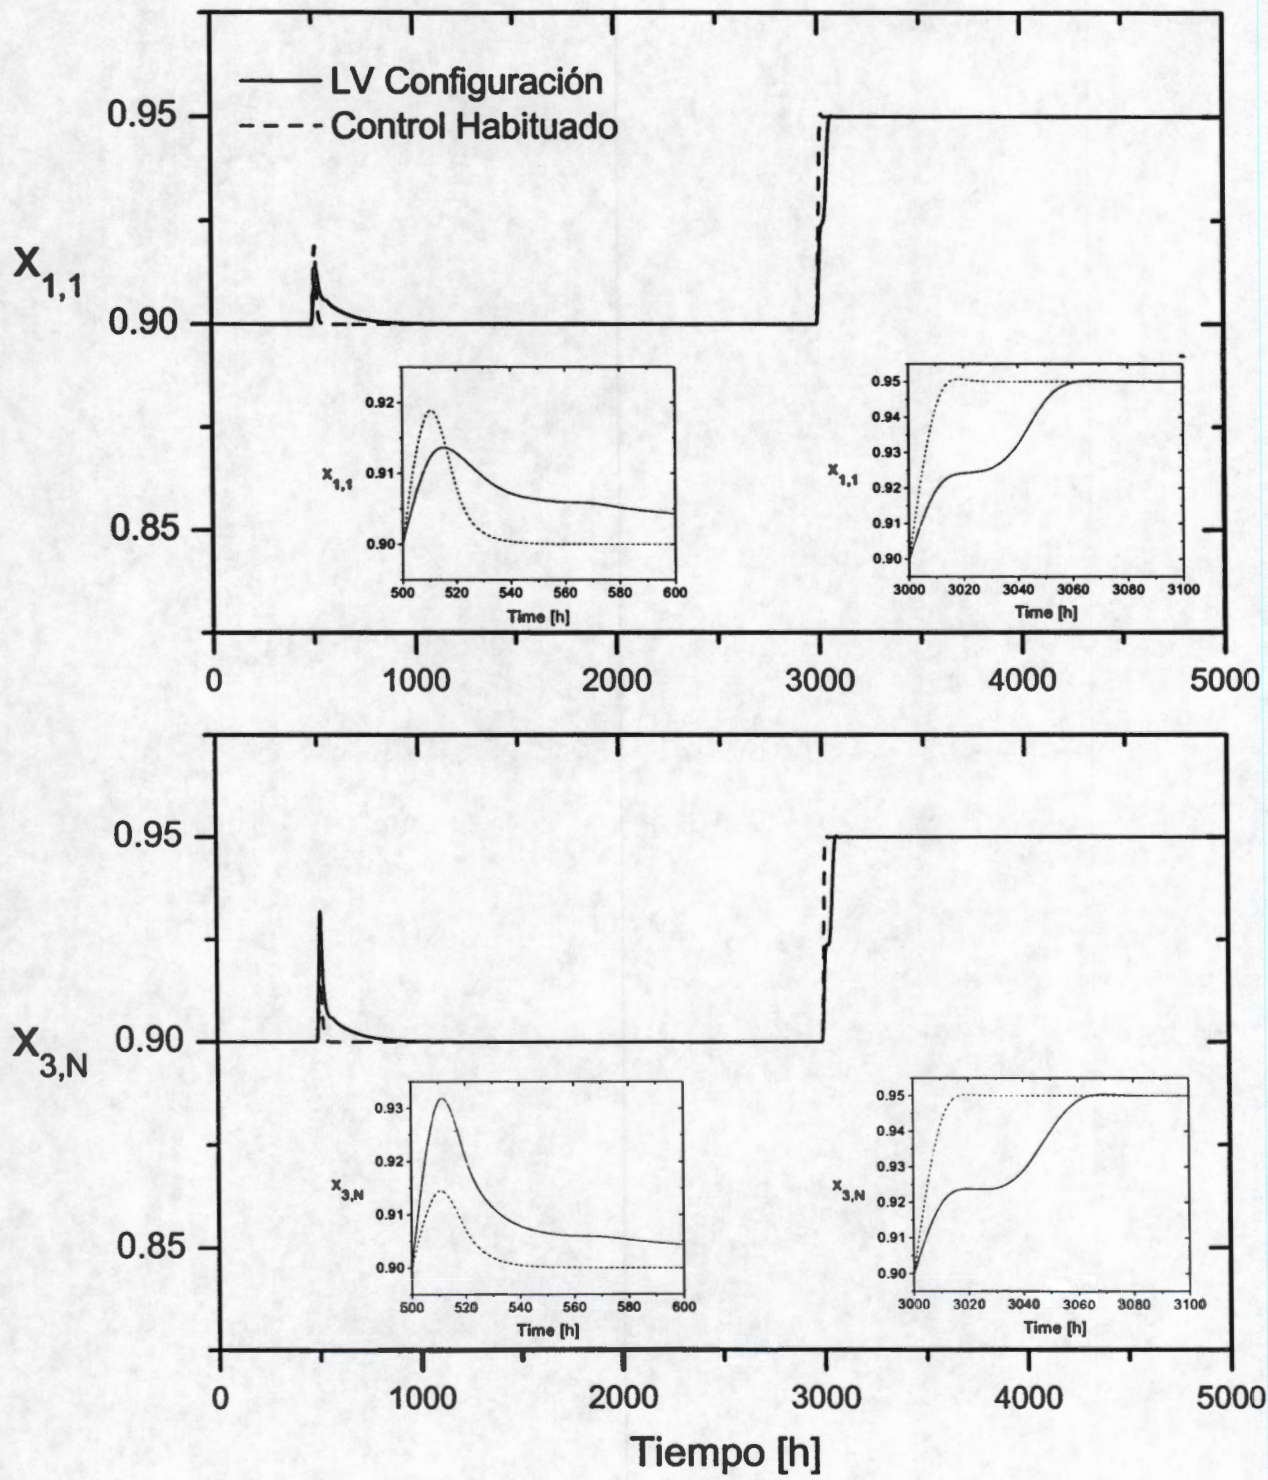 LV Configuración
Control Habituado
0.95
0.90
0.85
X1,1
0 1000 2000 3000 4000 5000
0.92
0.91
0.90
x1,1
500 520 540 560 580 600
Time [h]
0.95
0.94
0.93
0.92
0.91
0.90
x1,1
3000 3020 3040 3060 3080 3100
Time [h]
0.95
0.90
0.85
X3,N
0 1000 2000 3000 4000 5000
0.93
0.92
0.91
0.90
x3,N
500 520 540 560 580 600
Time [h]
0.95
0.94
0.93
0.92
0.91
0.90
x3,N
3000 3020 3040 3060 3080 3100
Time [h]
Tiempo [h]